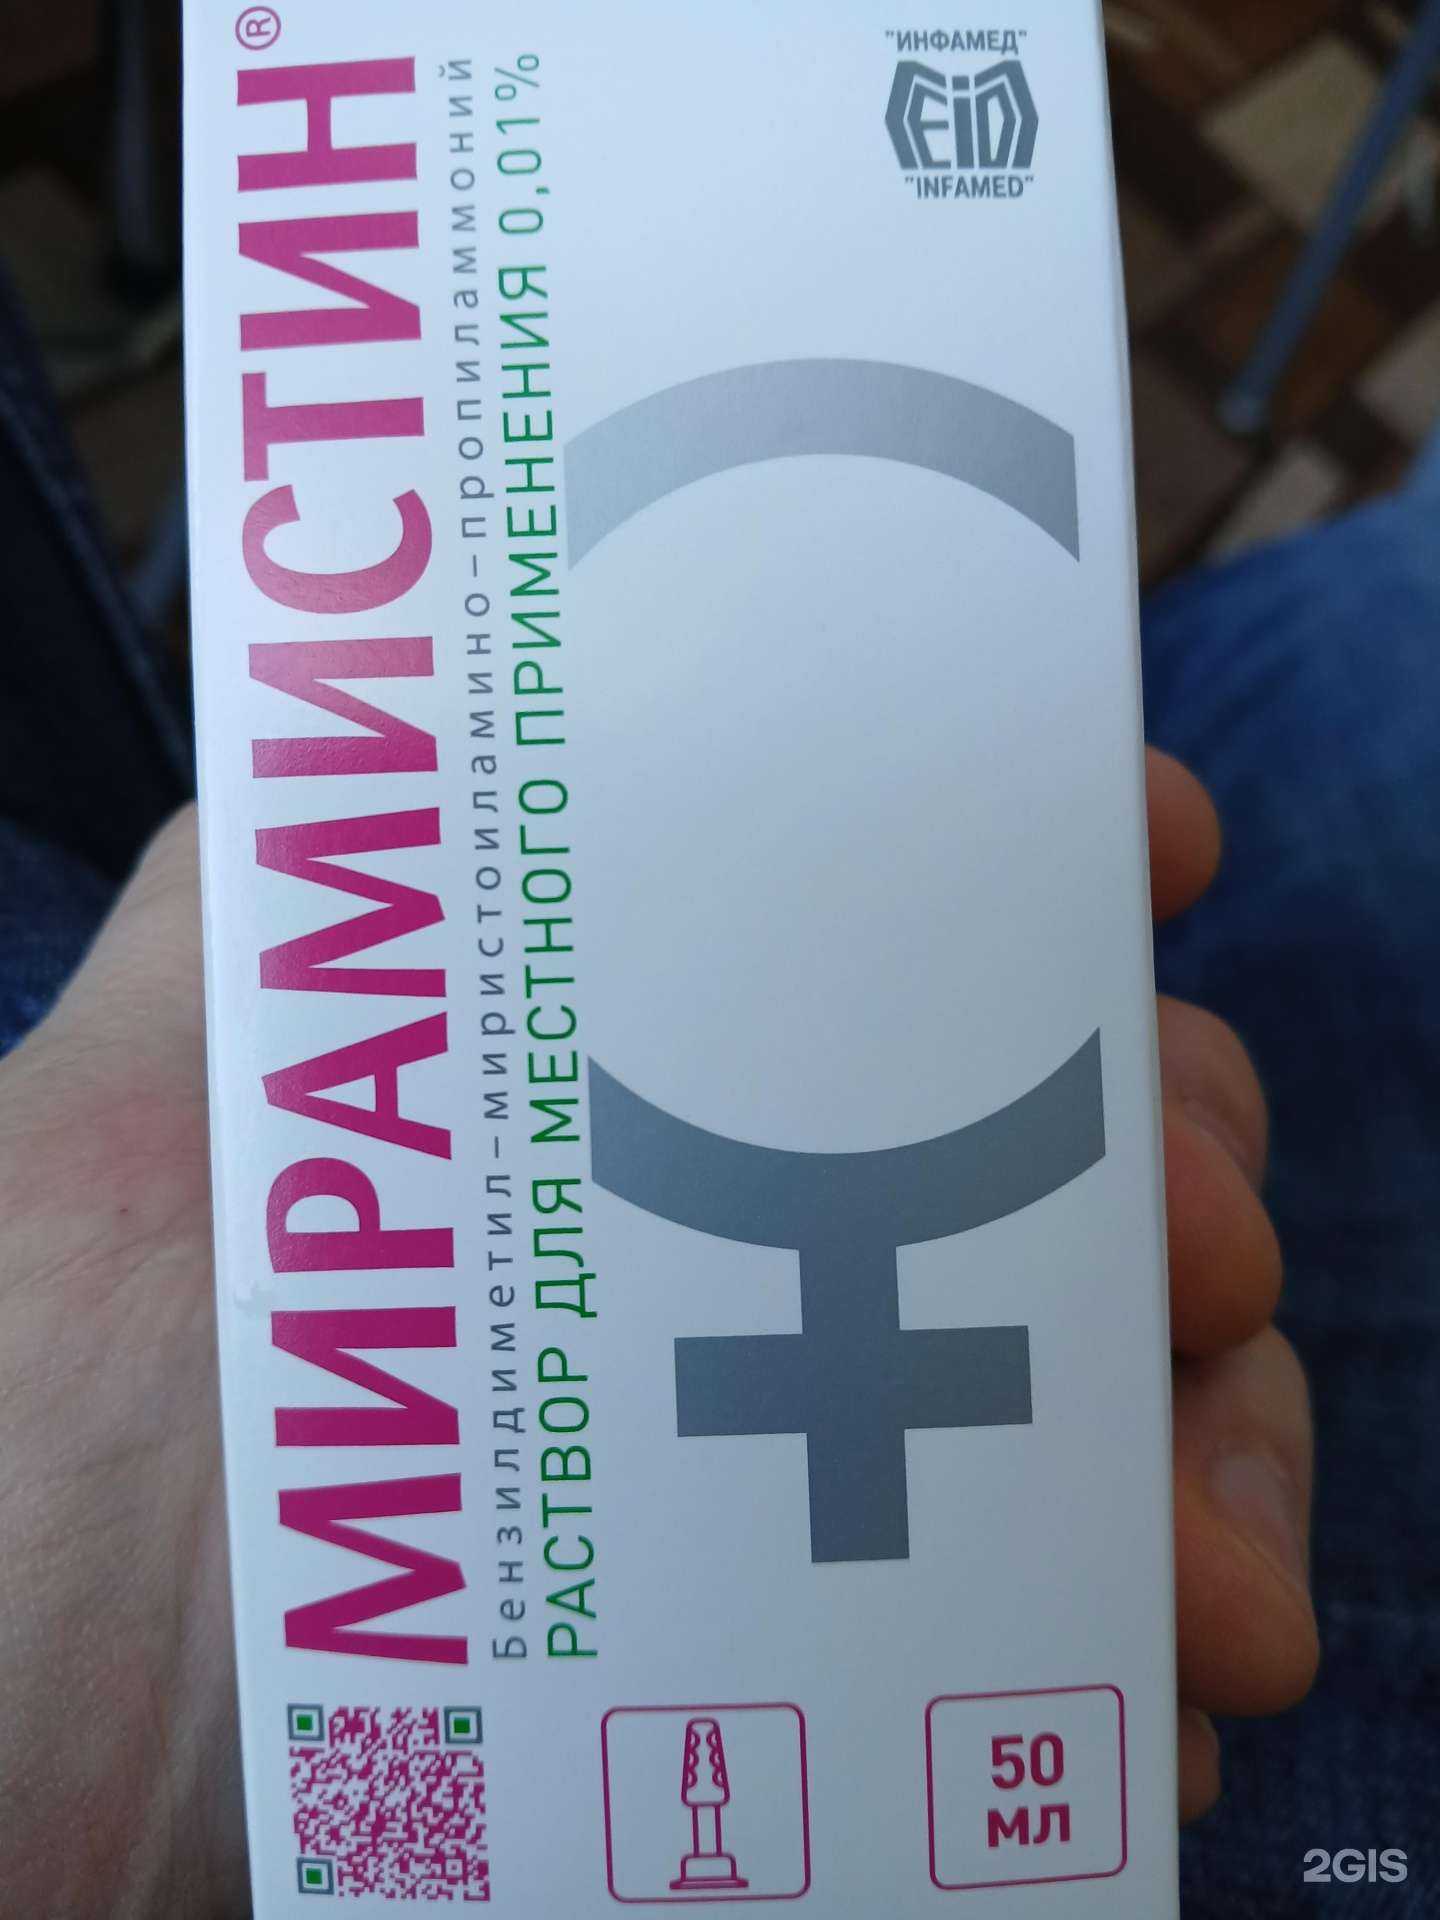 МИРАМИСТИН®
Бензилдиметил-миристоиламино-пропиламмоний
РАСТВОР ДЛЯ МЕСТНОГО ПРИМЕНЕНИЯ 0,01%
"ИНФАМЕД"
"INFAMED"
50
МЛ
2GIS